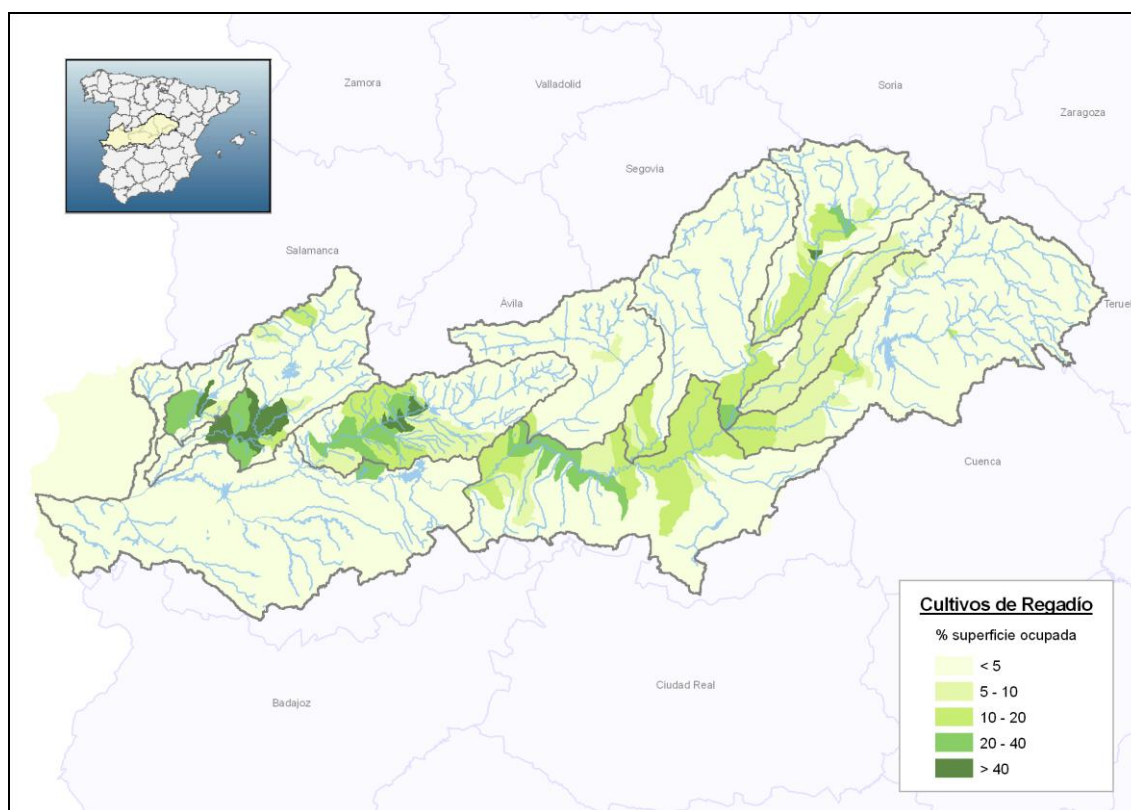 Zamora
Valladolid
Soria
Zaragoza
Segovia
Salamanca
Ávila
Teruel
Cuenca
Badajoz
Ciudad Real
Cultivos de Regadío
% superficie ocupada
< 5
5 - 10
10 - 20
20 - 40
> 40